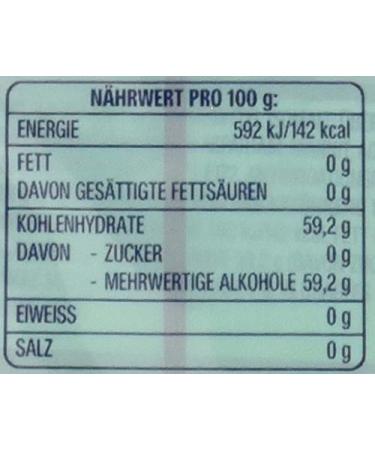 NÄHRWERT PRO 100 g:
ENERGIE 592 kJ/142 kcal
FETT 0 g
DAVON GESÄTTIGTE FETTSÄUREN 0 g
KOHLENHYDRATE 59,2 g
DAVON - ZUCKER 0 g
- MEHRWERTIGE ALKOHOLE 59,2 g
EIWEISS 0 g
SALZ 0 g